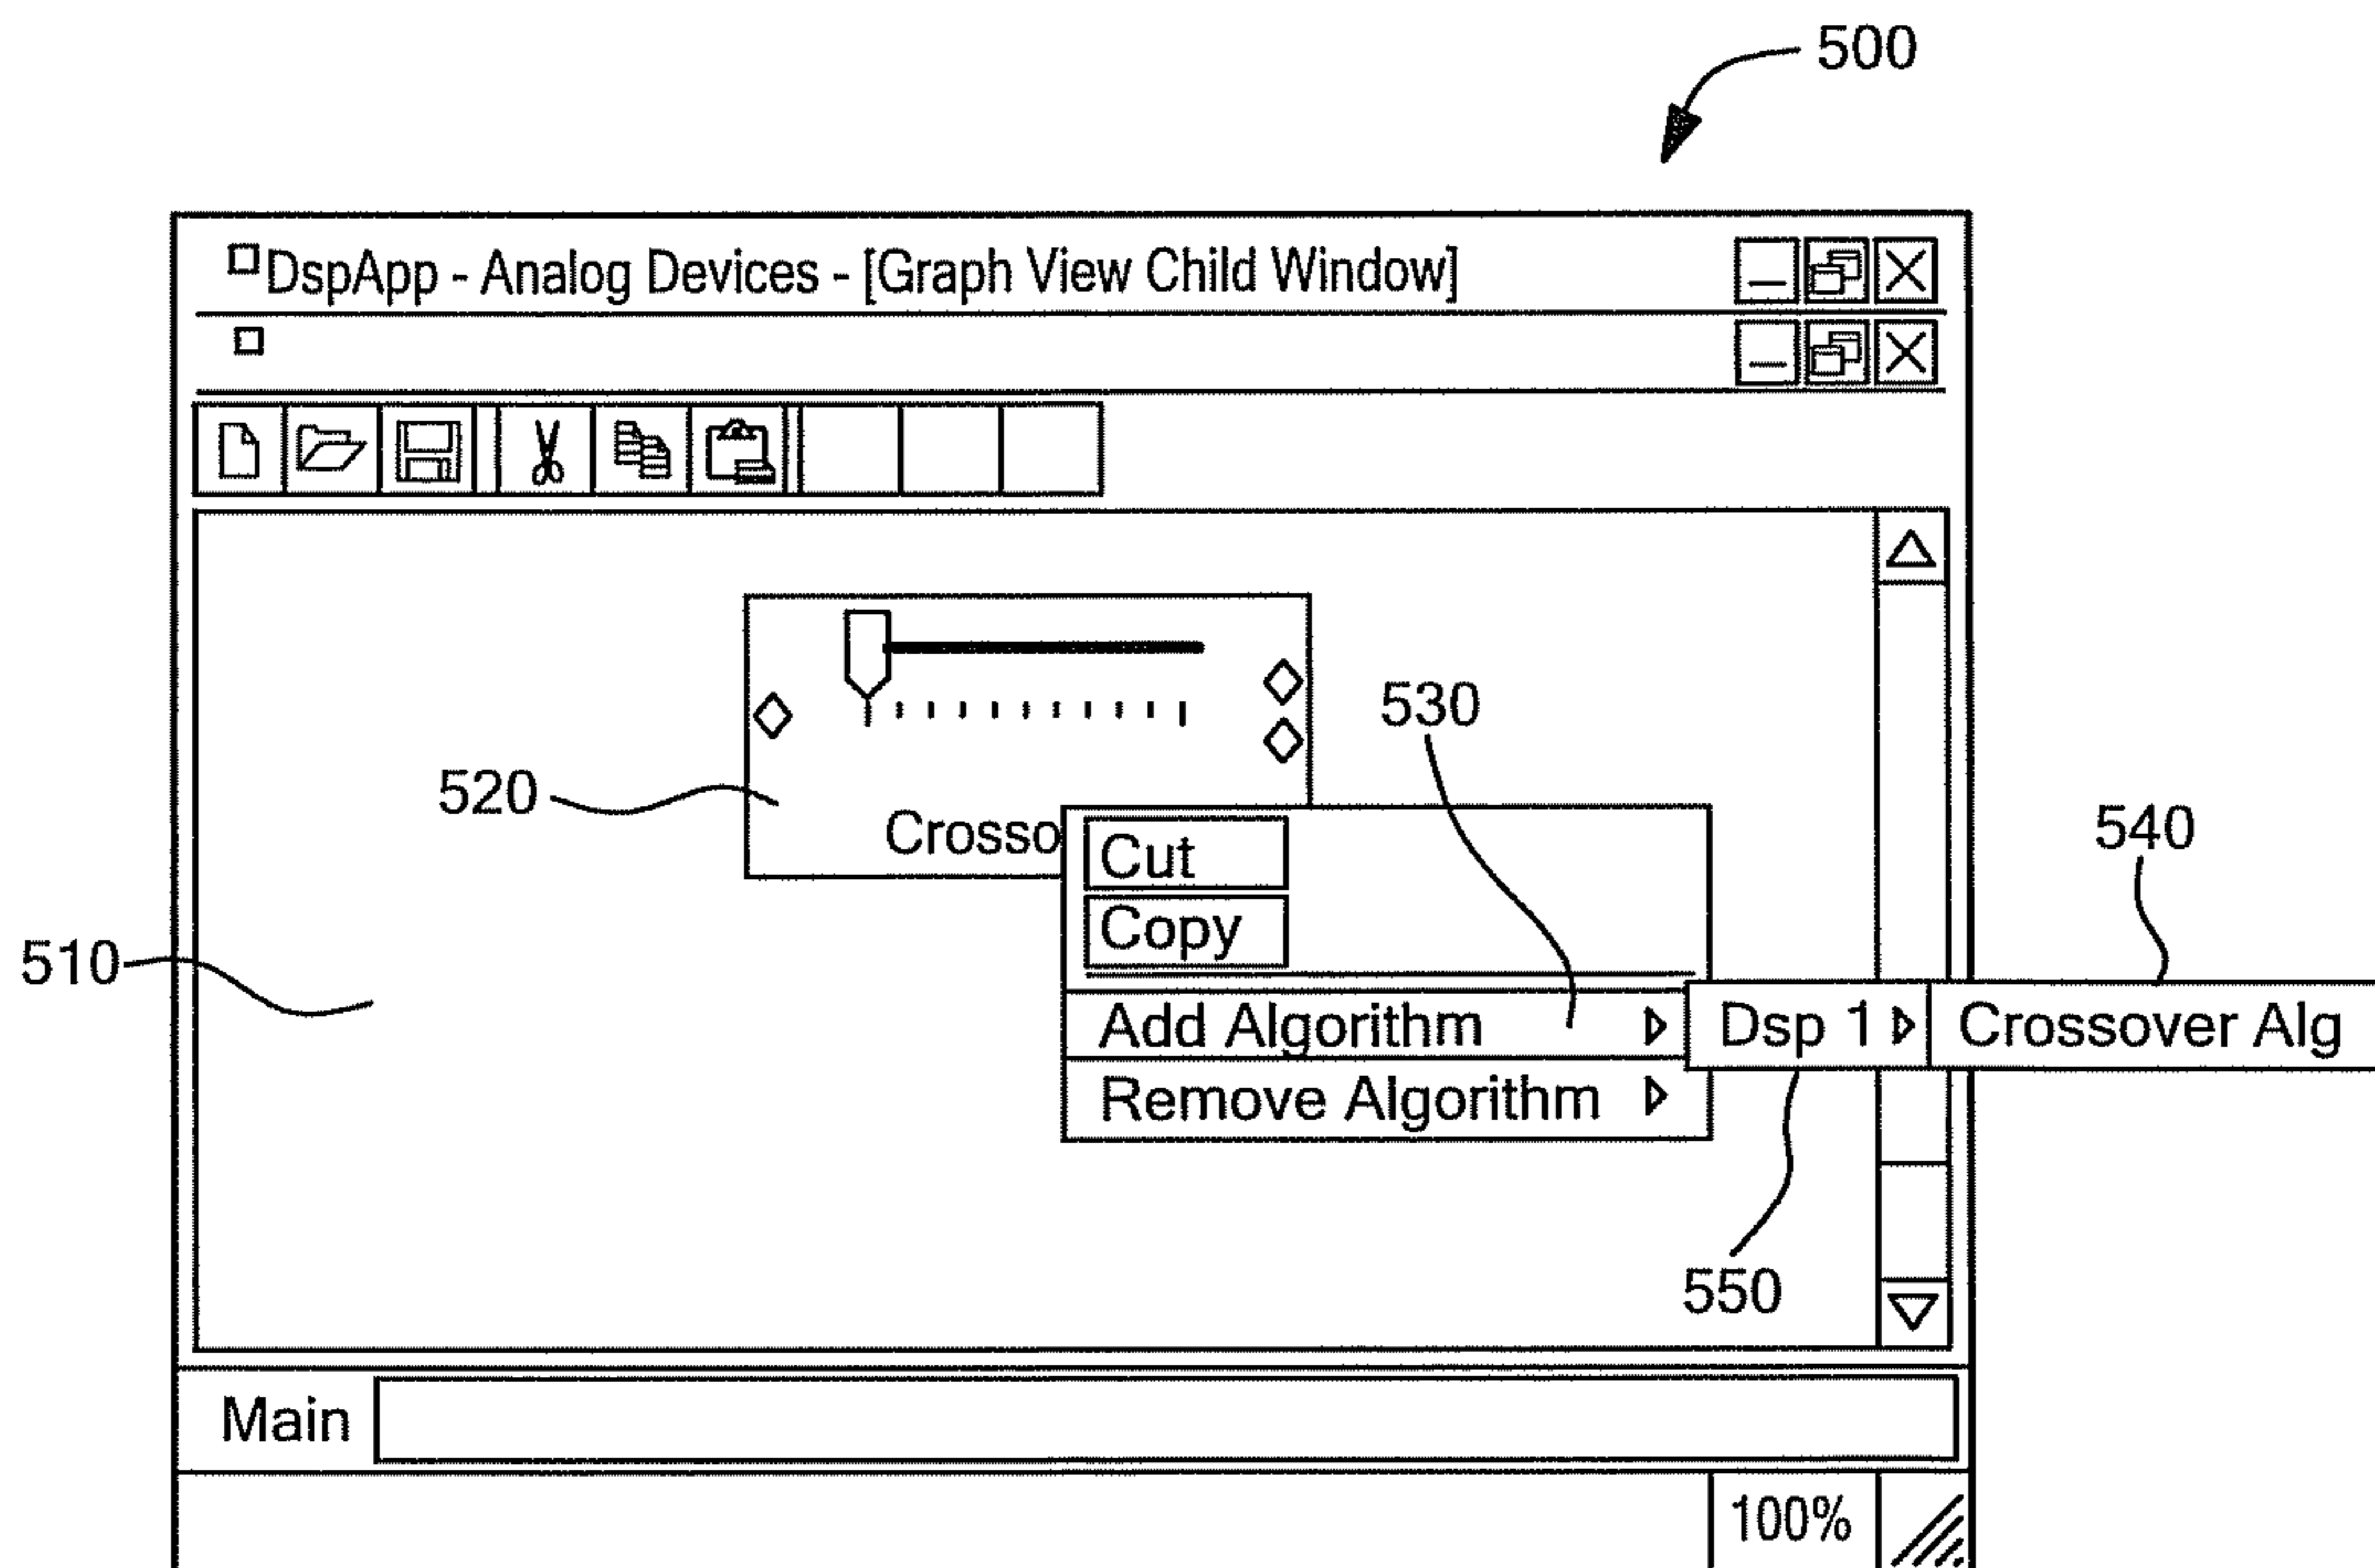 500
DspApp - Analog Devices - [Graph View Child Window]
530
520
540
Crosso
Cut
Copy
510
Add Algorithm
Dsp 1
Crossover Alg
Remove Algorithm
550
Main
100%